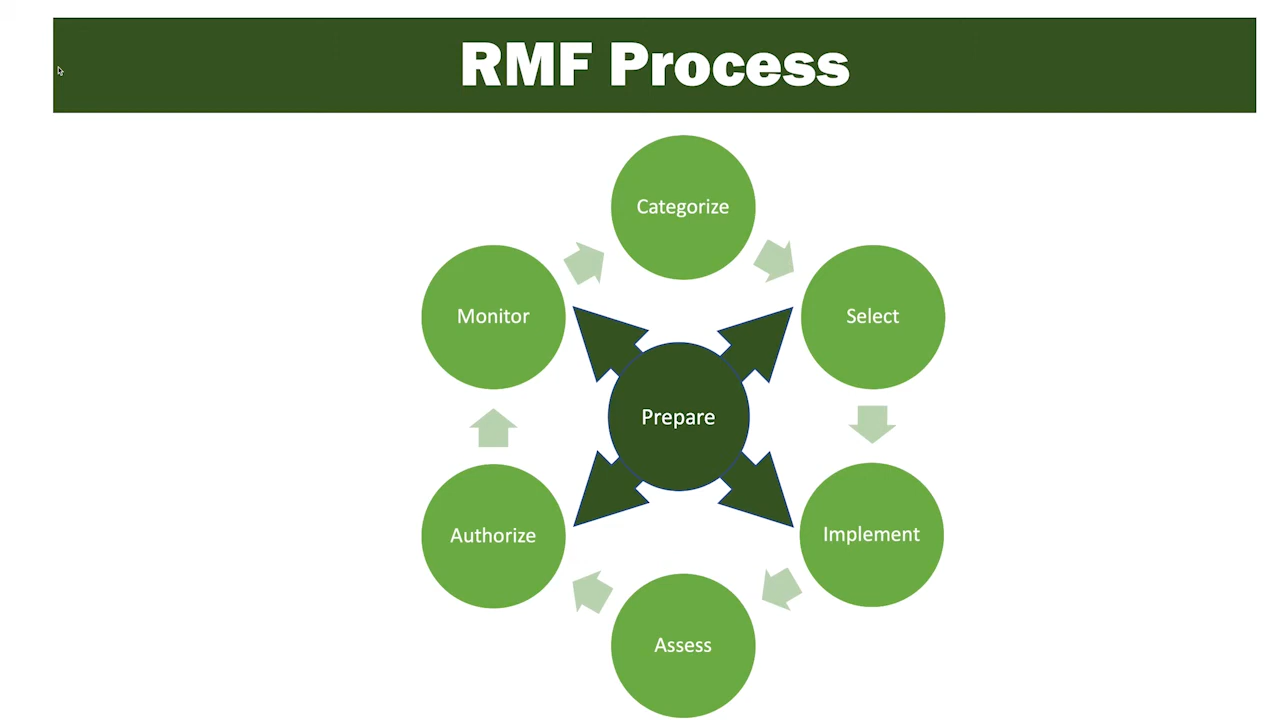 RMF Process
Categorize
Monitor
Select
Prepare
Authorize
Implement
Assess